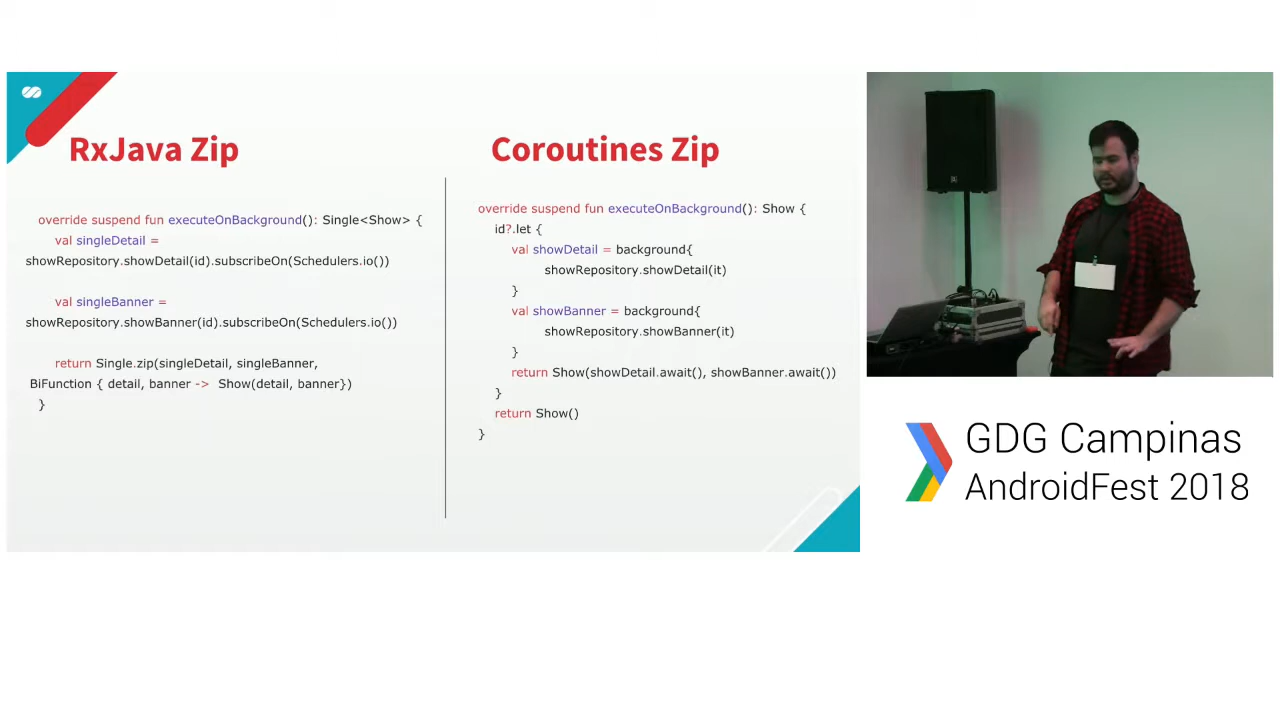 RxJava Zip
override suspend fun executeOnBackground(): Single<Show> {
val singleDetail =
showRepository.showDetail(id).subscribeOn(Schedulers.io())
val singleBanner =
showRepository.showBanner(id).subscribeOn(Schedulers.io())
return Single.zip(singleDetail, singleBanner,
BiFunction { detail, banner -> Show(detail, banner})
}
Coroutines Zip
override suspend fun executeOnBackground(): Show {
id?.let {
val showDetail = background{
showRepository.showDetail(it)
}
val showBanner = background{
showRepository.showBanner(it)
}
return Show(showDetail.await(), showBanner.await())
}
return Show()
}
GDG Campinas
AndroidFest 2018